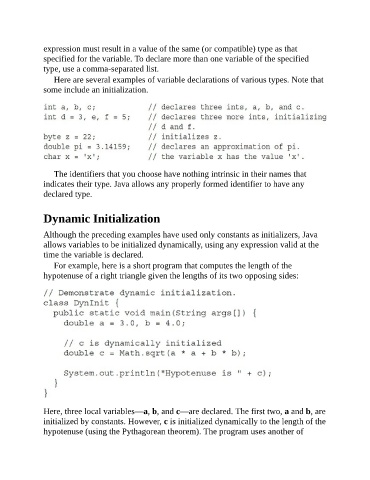 expression must result in a value of the same (or compatible) type as that
specified for the variable. To declare more than one variable of the specified
type, use a comma-separated list.
Here are several examples of variable declarations of various types. Note that
some include an initialization.
int a, b, c; // declares three ints, a, b, and c.
int d = 3, e, f = 5; // declares three more ints, initializing
// d and f.
byte z = 22; // initializes z.
double pi = 3.14159; // declares an approximation of pi.
char x = 'x'; // the variable x has the value 'x'.
The identifiers that you choose have nothing intrinsic in their names that
indicates their type. Java allows any properly formed identifier to have any
declared type.
Dynamic Initialization
Although the preceding examples have used only constants as initializers, Java
allows variables to be initialized dynamically, using any expression valid at the
time the variable is declared.
For example, here is a short program that computes the length of the
hypotenuse of a right triangle given the lengths of its two opposing sides:
// Demonstrate dynamic initialization.
class DynInit {
public static void main(String args[]) {
double a = 3.0, b = 4.0;
// c is dynamically initialized
double c = Math.sqrt(a * a + b * b);
System.out.println("Hypotenuse is " + c);
}
}
Here, three local variables—a, b, and c—are declared. The first two, a and b, are
initialized by constants. However, c is initialized dynamically to the length of the
hypotenuse (using the Pythagorean theorem). The program uses another of